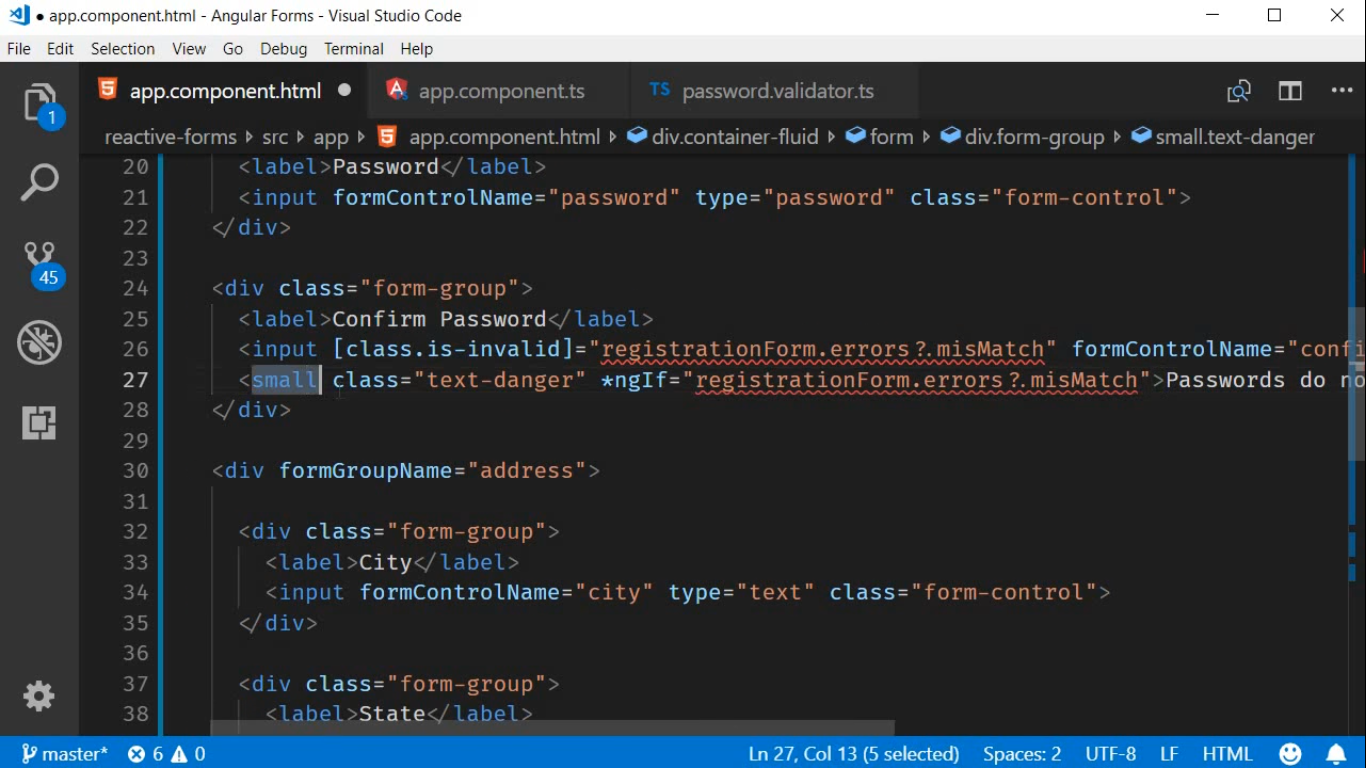 ● app.component.html - Angular Forms - Visual Studio Code
File Edit Selection View Go Debug Terminal Help
app.component.html ● app.component.ts TS password.validator.ts
1
reactive-forms › src › app › app.component.html › div.container-fluid › form › div.form-group › small.text-danger
20 <label>Password</label>
21 <input formControlName="password" type="password" class="form-control">
22 </div>
23
24 <div class="form-group">
45
25 <label>Confirm Password</label>
26 <input [class.is-invalid]="registrationForm.errors?.misMatch" formControlName="confi
27 <small class="text-danger" *ngIf="registrationForm.errors?.misMatch">Passwords do no
28 </div>
29
30 <div formGroupName="address">
31
32 <div class="form-group">
33 <label>City</label>
34 <input formControlName="city" type="text" class="form-control">
35 </div>
36
37 <div class="form-group">
38 <label>State</label>
master* 6 0 Ln 27, Col 13 (5 selected) Spaces: 2 UTF-8 LF HTML